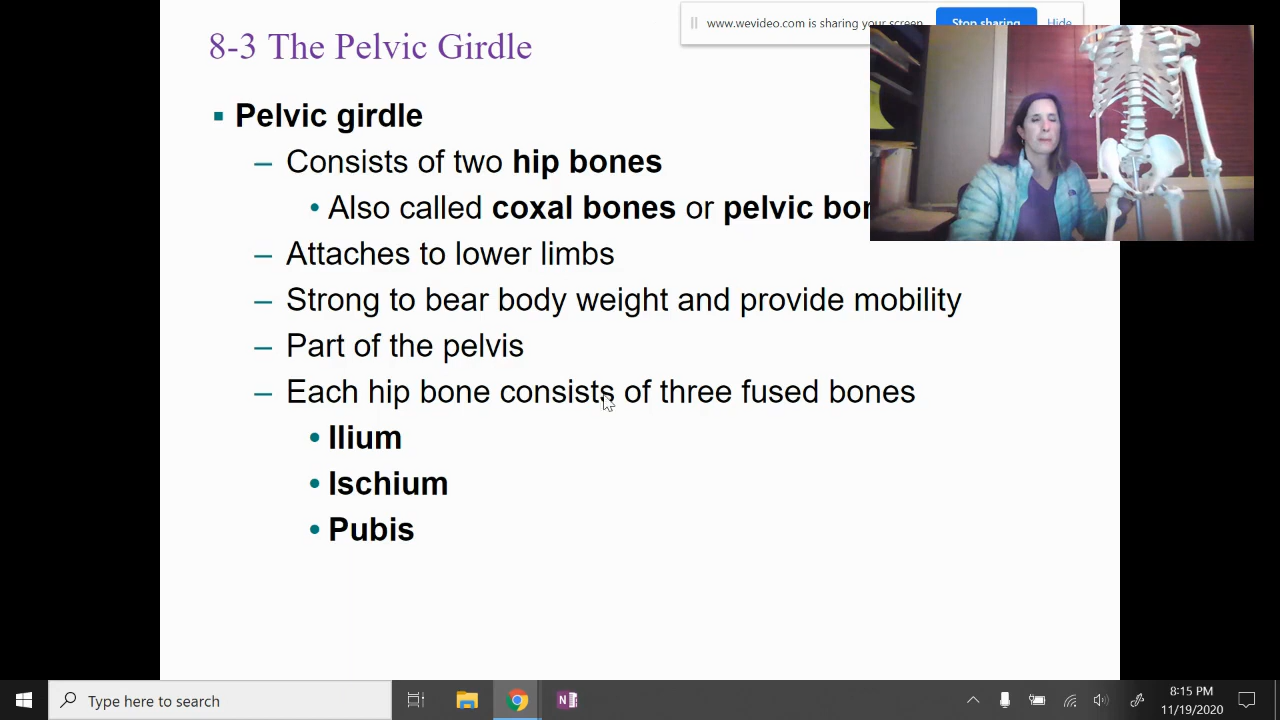 8-3 The Pelvic Girdle
www.wevideo.com is sharing your screen
Stop sharing
Hide
Pelvic girdle
– Consists of two hip bones
• Also called coxal bones or pelvic bon
– Attaches to lower limbs
– Strong to bear body weight and provide mobility
– Part of the pelvis
– Each hip bone consists of three fused bones
• Ilium
• Ischium
• Pubis
Type here to search
N
8:15 PM
11/19/2020